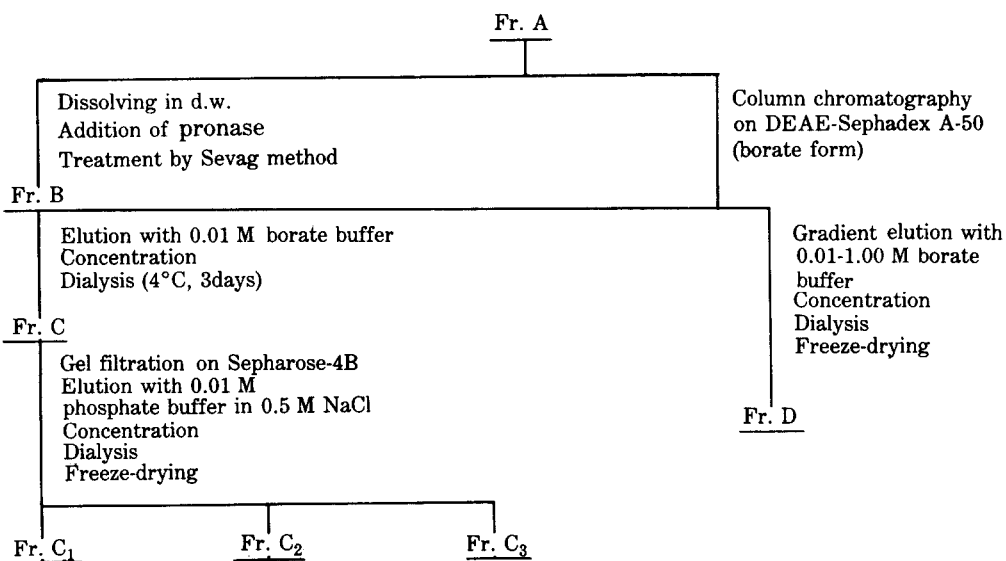 Fr. A
Dissolving in d.w.
Addition of pronase
Treatment by Sevag method
Column chromatography
on DEAE-Sephadex A-50
(borate form)
Fr. B
Elution with 0.01 M borate buffer
Concentration
Dialysis (4°C, 3days)
Gradient elution with
0.01-1.00 M borate
buffer
Concentration
Dialysis
Freeze-drying
Fr. C
Gel filtration on Sepharose-4B
Elution with 0.01 M
phosphate buffer in 0.5 M NaCl
Concentration
Dialysis
Freeze-drying
Fr. D
Fr. C₁
Fr. C₂
Fr. C₃